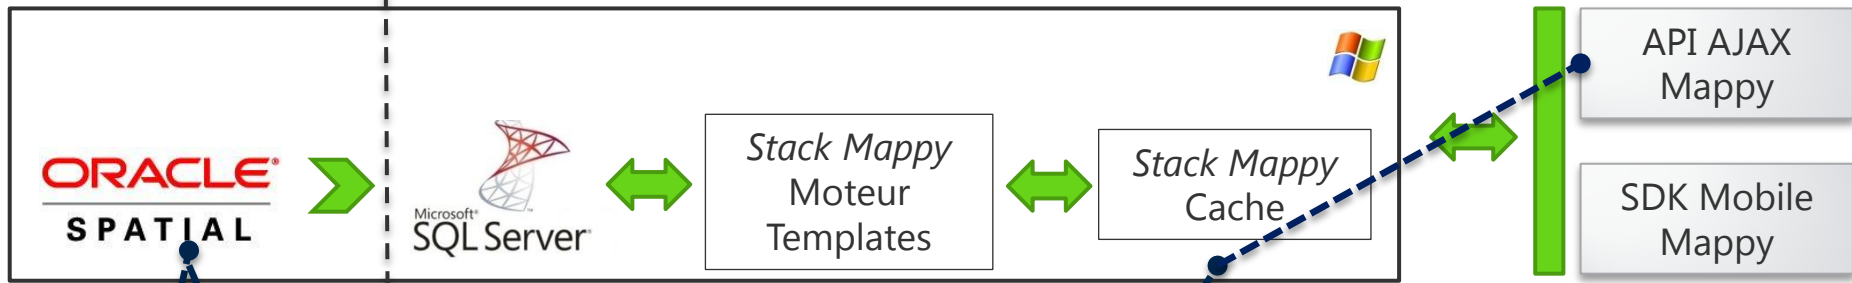 ORACLE®
SPATIAL
Microsoft®
SQL Server
Stack Mappy
Moteur
Templates
Stack Mappy
Cache
API AJAX
Mappy
SDK Mobile
Mappy